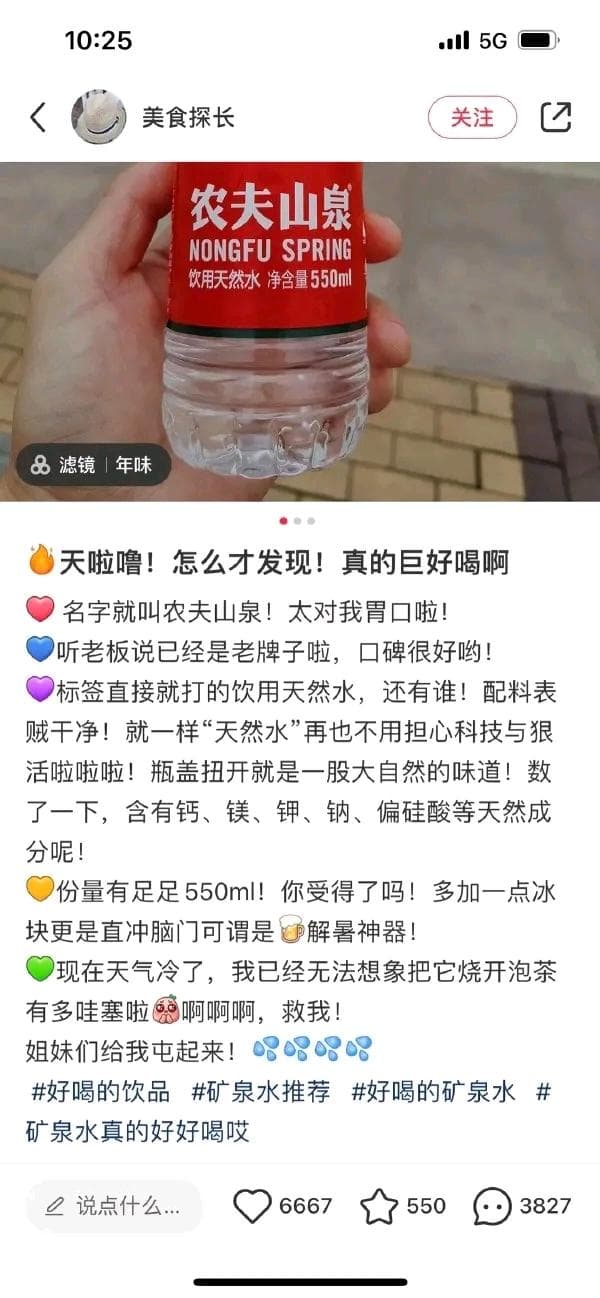 10:25
5G
美食探长
关注
农夫山泉®
NONGFU SPRING
饮用天然水 净含量550ml
滤镜 | 年味
🔥天啦噜！怎么才发现！真的巨好喝啊
❤️ 名字就叫农夫山泉！太对我胃口啦！
💙听老板说已经是老牌子啦，口碑很好哟！
💜标签直接就打的饮用天然水，还有谁！配料表
贼干净！就一样“天然水”再也不用担心科技与狠
活啦啦啦！瓶盖扭开就是一股大自然的味道！数
了一下，含有钙、镁、钾、钠、偏硅酸等天然成
分呢！
💛份量有足足550ml！你受得了吗！多加一点冰
块更是直冲脑门可谓是🍺解暑神器！
💚现在天气冷了，我已经无法想象把它烧开泡茶
有多哇塞啦啊啊啊，救我！
姐妹们给我屯起来！💦💦💦💦
#好喝的饮品 #矿泉水推荐 #好喝的矿泉水 #
矿泉水真的好好喝哎
说点什么...
6667
550
3827